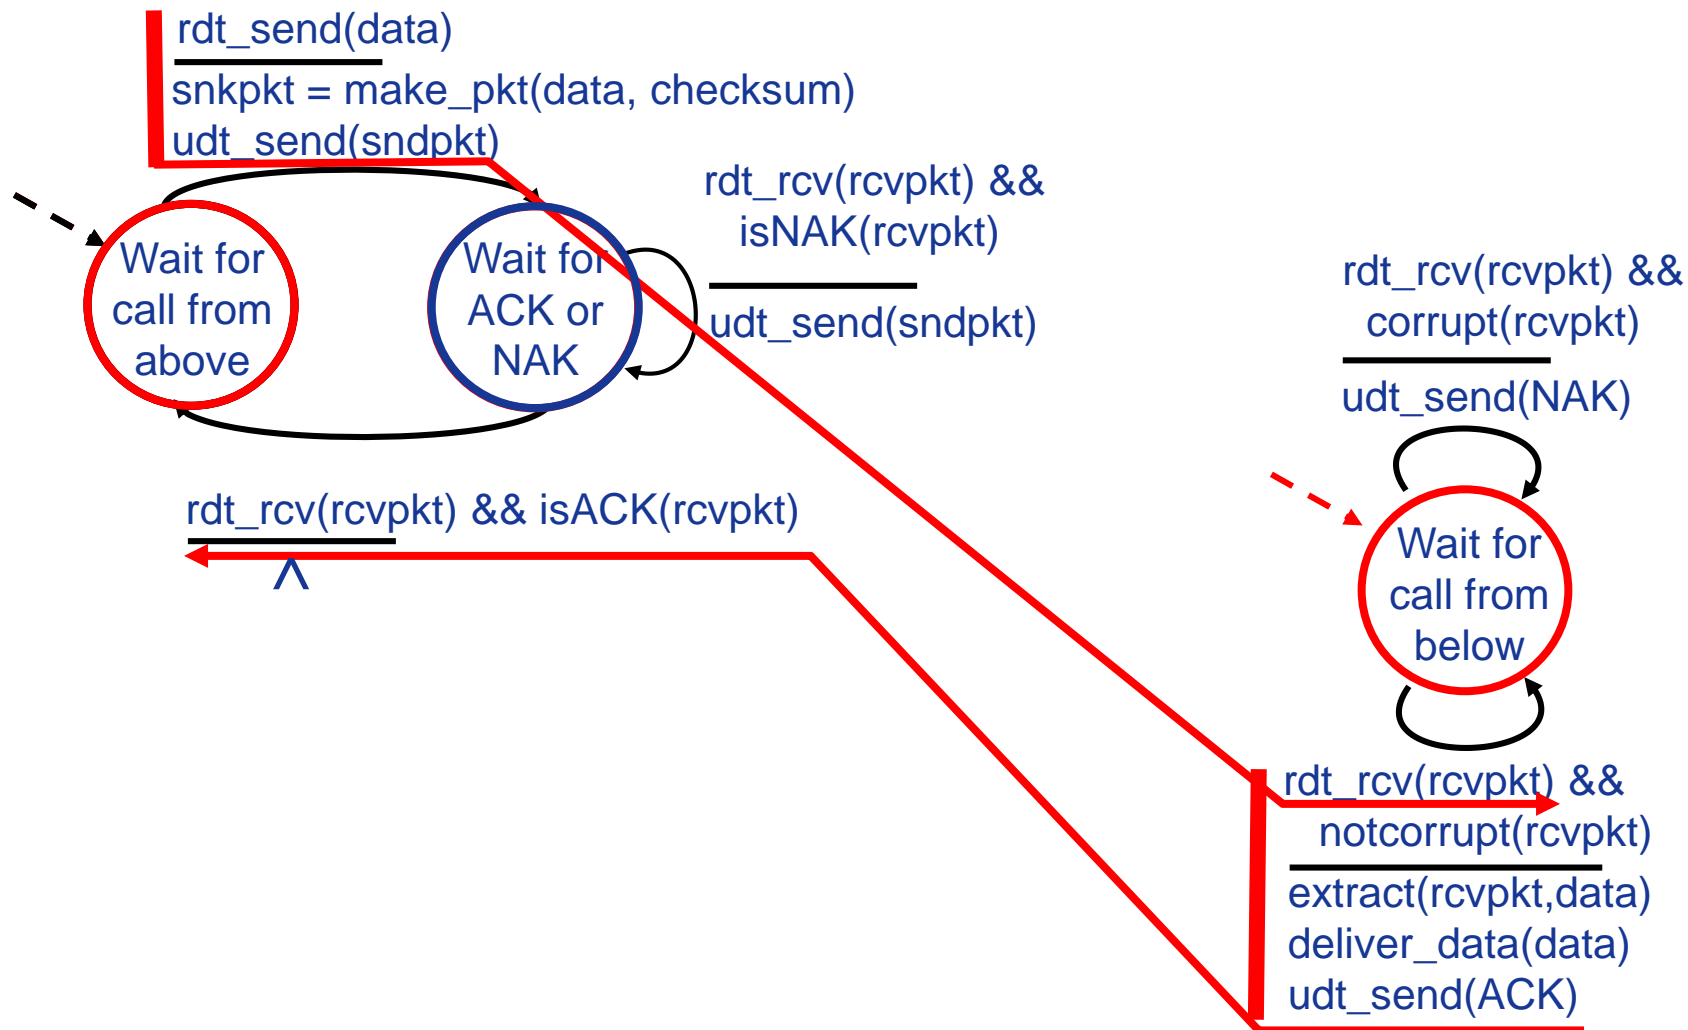 rdt_send(data)
snkpkt = make_pkt(data, checksum)
udt_send(sndpkt)
Wait for
call from
above
Wait for
ACK or
NAK
rdt_rcv(rcvpkt) &&
isNAK(rcvpkt)
udt_send(sndpkt)
rdt_rcv(rcvpkt) && isACK(rcvpkt)
Λ
rdt_rcv(rcvpkt) &&
corrupt(rcvpkt)
udt_send(NAK)
Wait for
call from
below
rdt_rcv(rcvpkt) &&
notcorrupt(rcvpkt)
extract(rcvpkt,data)
deliver_data(data)
udt_send(ACK)